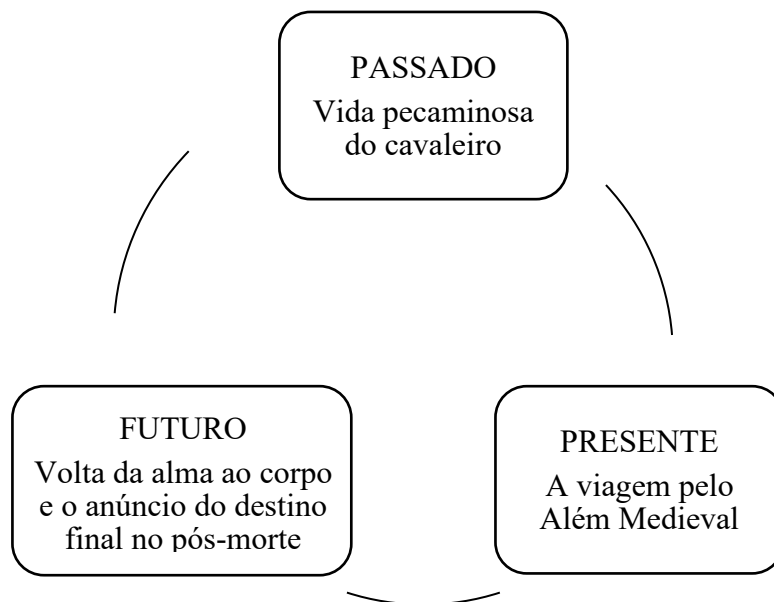 PASSADO
Vida pecaminosa
do cavaleiro
FUTURO
Volta da alma ao corpo
e o anúncio do destino
final no pós-morte
PRESENTE
A viagem pelo
Além Medieval